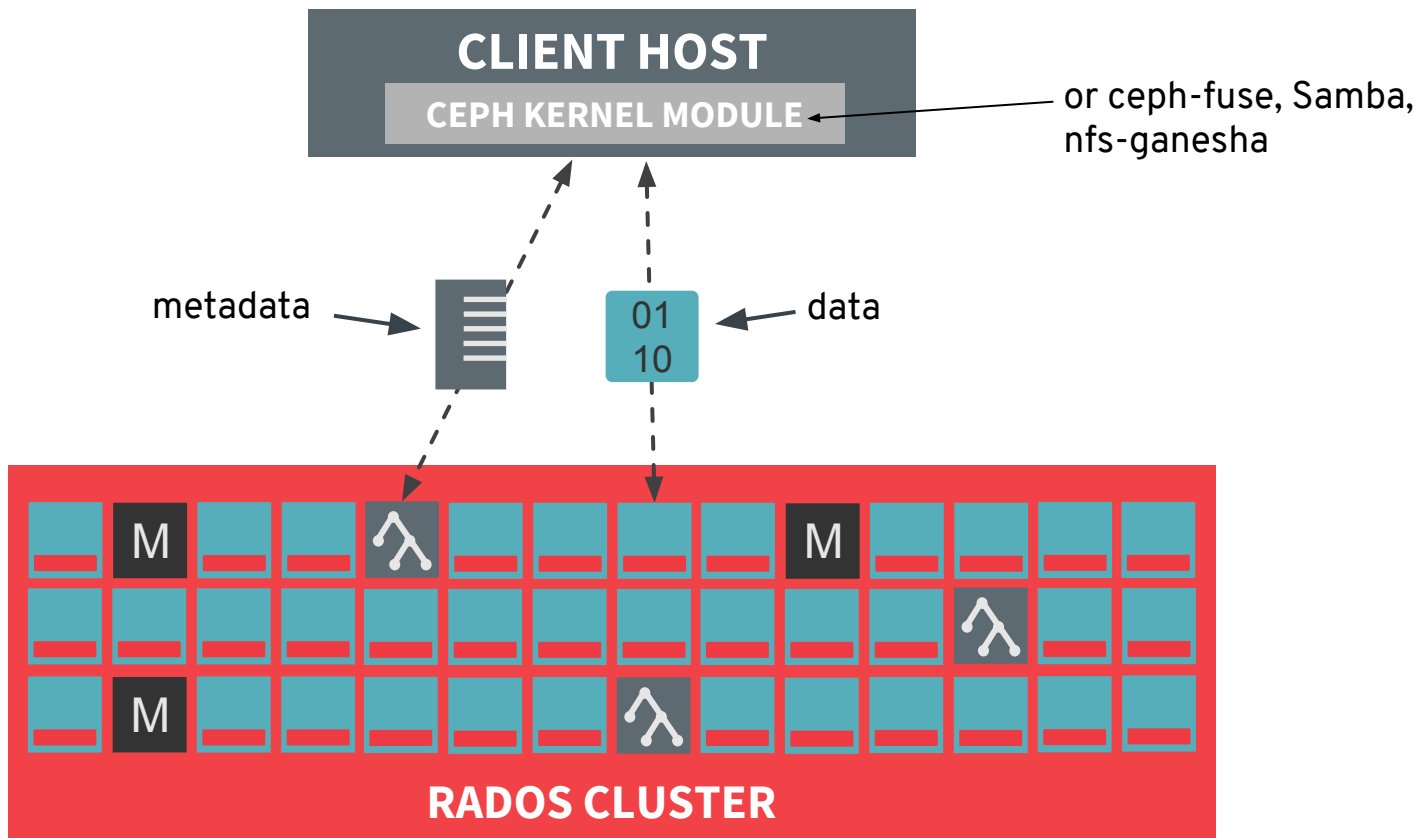 CLIENT HOST
CEPH KERNEL MODULE
or ceph-fuse, Samba,
nfs-ganesha
metadata
01
10
data
M
M
M
RADOS CLUSTER